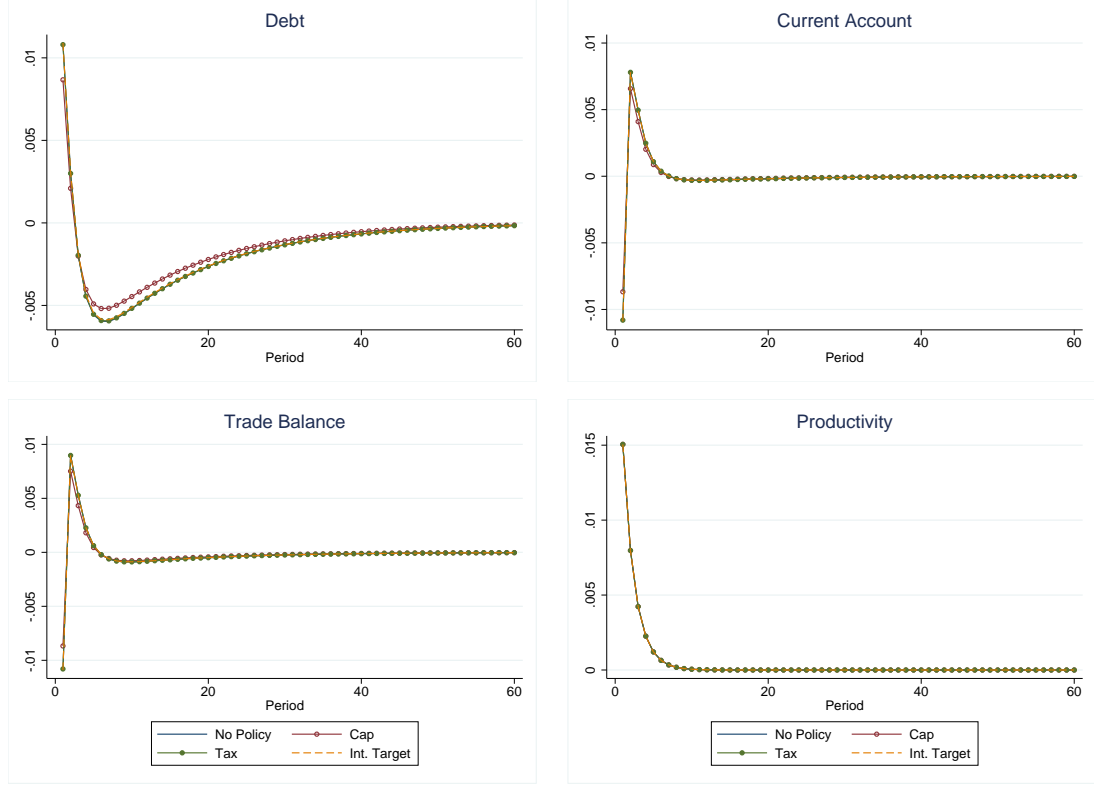 Debt
.01
.005
0
-.005
0 20 40 60
Period
Current Account
.01
.005
0
-.005
-.01
0 20 40 60
Period
Trade Balance
.01
.005
0
-.005
-.01
0 20 40 60
Period
No Policy Cap
Tax Int. Target
Productivity
.015
.01
.005
0
0 20 40 60
Period
No Policy Cap
Tax Int. Target